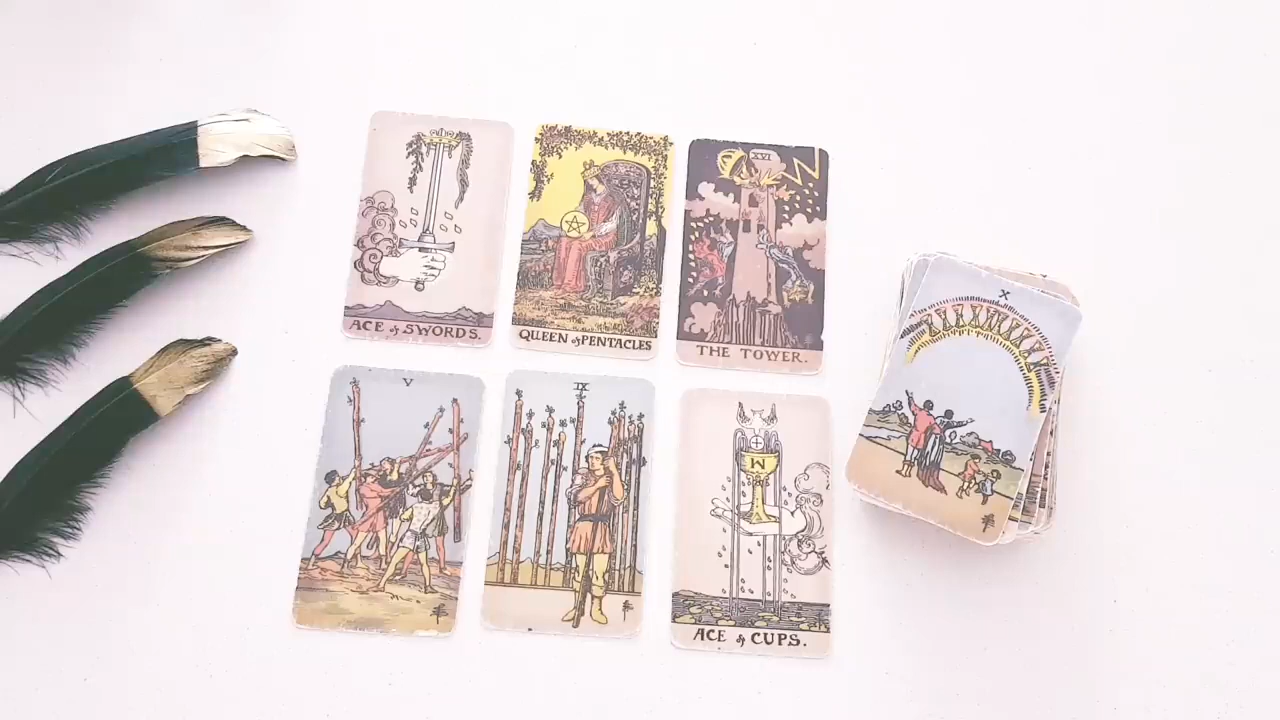 ACE of SWORDS.
QUEEN of PENTACLES
XVI
THE TOWER.
V
IX
M
ACE of CUPS.
X